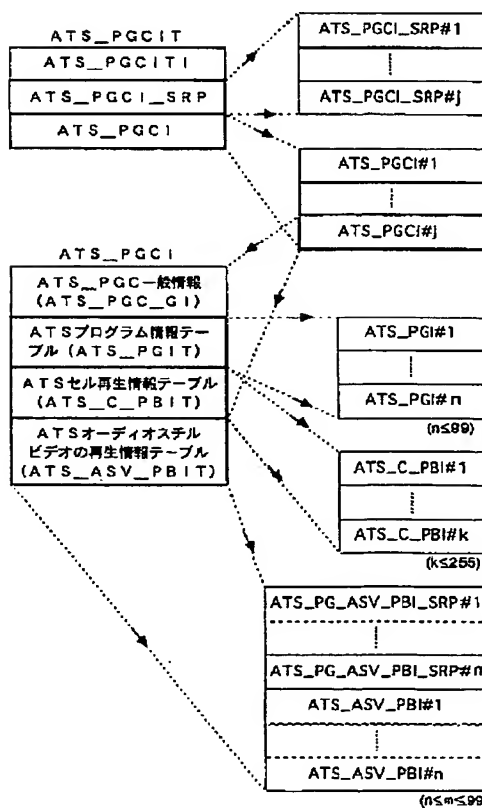 ATS_PGCIT
ATS_PGCITI
ATS_PGCI_SRP
ATS_PGCI
ATS_PGCI_SRP#1
ATS_PGCI_SRP#j
ATS_PGCI#1
ATS_PGCI#j
ATS_PGCI
ATS_PGC一般情報
(ATS_PGC_GI)
ATSプログラム情報テー
ブル(ATS_PGIT)
ATSセル再生情報テーブル
(ATS_C_PBIT)
ATSオーディオスチル
ビデオの再生情報テーブル
(ATS_ASV_PBIT)
ATS_PGI#1
ATS_PGI#n
(n≤99)
ATS_C_PBI#1
ATS_C_PBI#k
(k≤255)
ATS_PG_ASV_PBI_SRP#1
ATS_PG_ASV_PBI_SRP#m
ATS_ASV_PBI#1
ATS_ASV_PBI#n
(n≤m≤99)